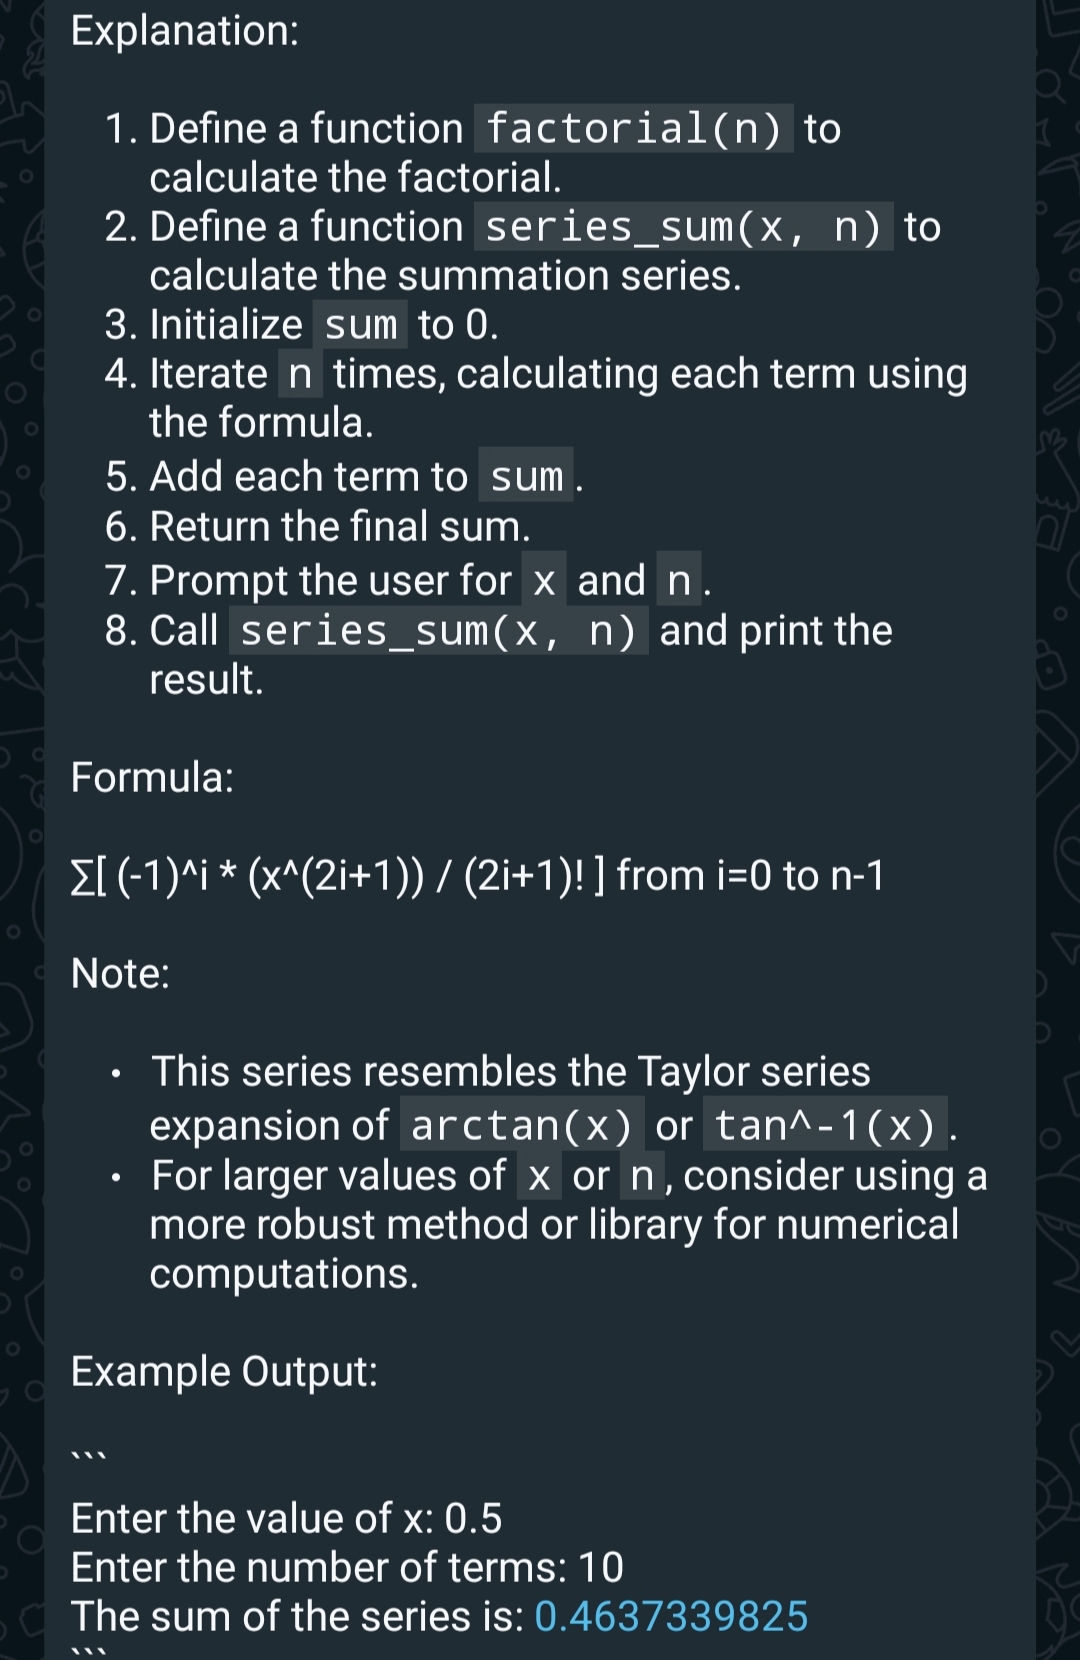 Explanation:
1. Define a function factorial(n) to
calculate the factorial.
2. Define a function series_sum(x, n) to
calculate the summation series.
3. Initialize sum to 0.
4. Iterate n times, calculating each term using
the formula.
5. Add each term to sum.
6. Return the final sum.
7. Prompt the user for x and n.
8. Call series_sum(x, n) and print the
result.
Formula:
∑[ (-1)^i * (x^(2i+1)) / (2i+1)! ] from i=0 to n-1
Note:
• This series resembles the Taylor series
expansion of arctan(x) or tan^-1(x).
• For larger values of x or n, consider using a
more robust method or library for numerical
computations.
Example Output:
```
Enter the value of x: 0.5
Enter the number of terms: 10
The sum of the series is: 0.4637339825
```